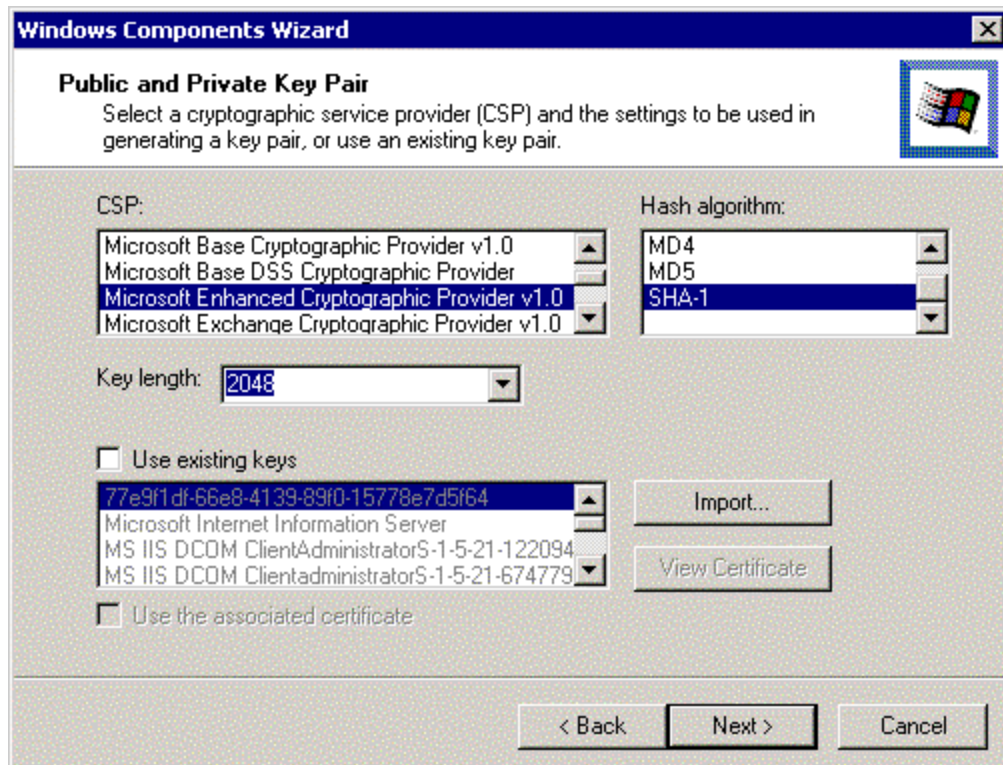 Windows Components Wizard
Public and Private Key Pair
Select a cryptographic service provider (CSP) and the settings to be used in
generating a key pair, or use an existing key pair.
CSP:
Microsoft Base Cryptographic Provider v1.0
Microsoft Base DSS Cryptographic Provider
Microsoft Enhanced Cryptographic Provider v1.0
Microsoft Exchange Cryptographic Provider v1.0
Hash algorithm:
MD4
MD5
SHA-1
Key length:
2048
Use existing keys
77e9f1df-66e8-4139-89f0-15778e7d5f64
Microsoft Internet Information Server
MS IIS DCOM ClientAdministratorS-1-5-21-122094
MS IIS DCOM ClientadministratorS-1-5-21-674779
Import...
View Certificate
Use the associated certificate
< Back
Next >
Cancel